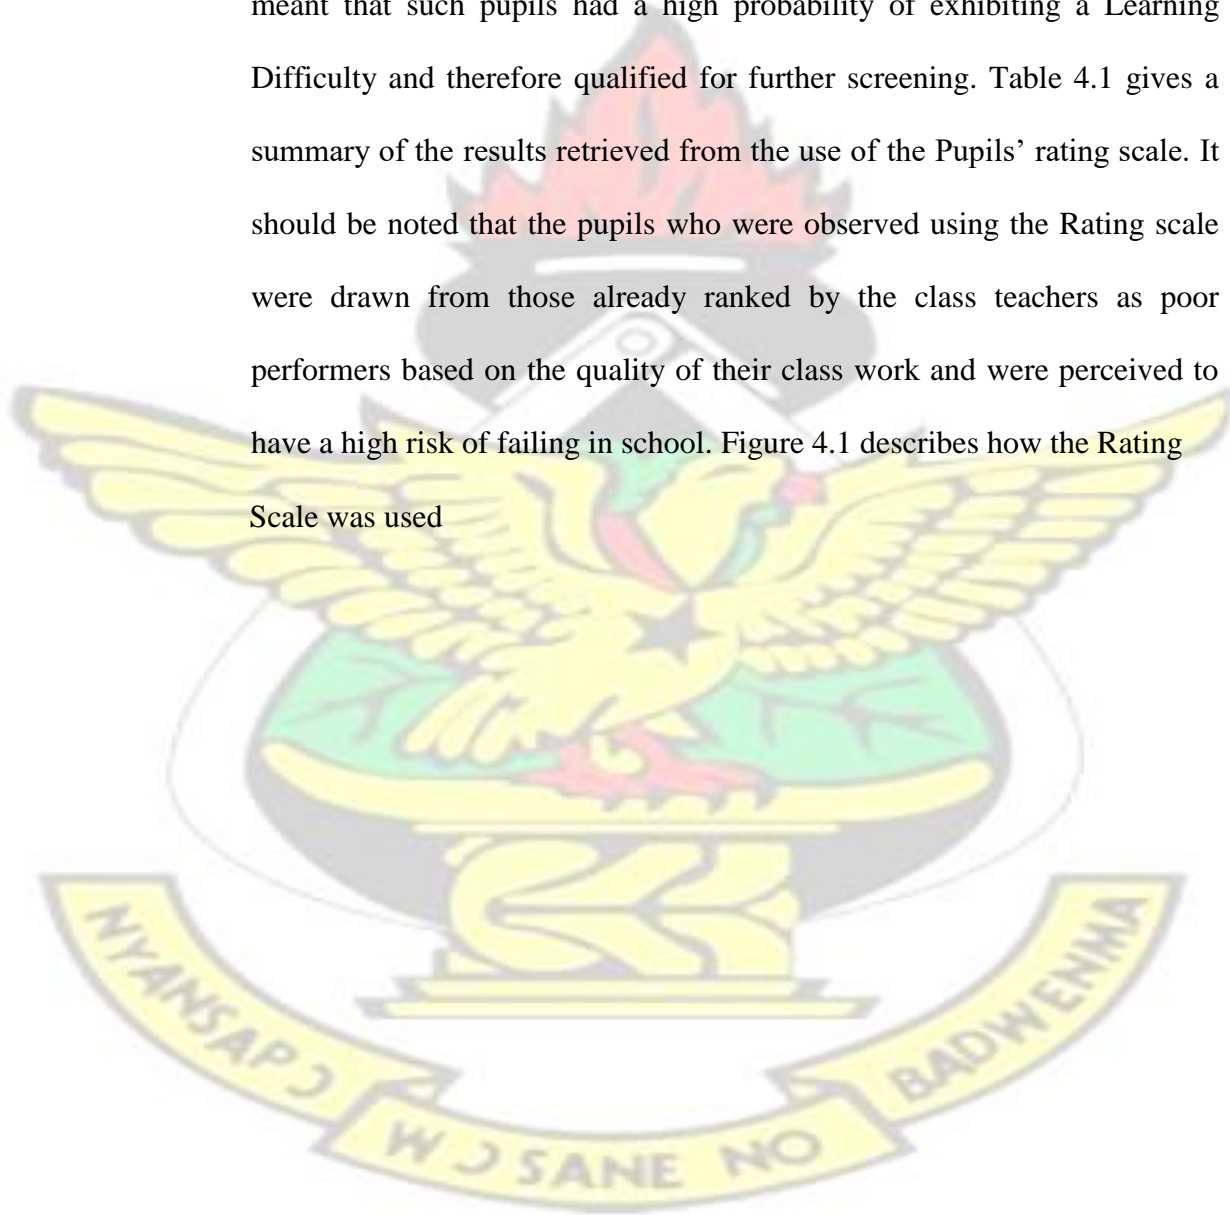 meant that such pupils had a high probability of exhibiting a Learning
Difficulty and therefore qualified for further screening. Table 4.1 gives a
summary of the results retrieved from the use of the Pupils’ rating scale. It
should be noted that the pupils who were observed using the Rating scale
were drawn from those already ranked by the class teachers as poor
performers based on the quality of their class work and were perceived to
have a high risk of failing in school. Figure 4.1 describes how the Rating
Scale was used
NYANSAPƆ WƆ SANE NO BADWENMA